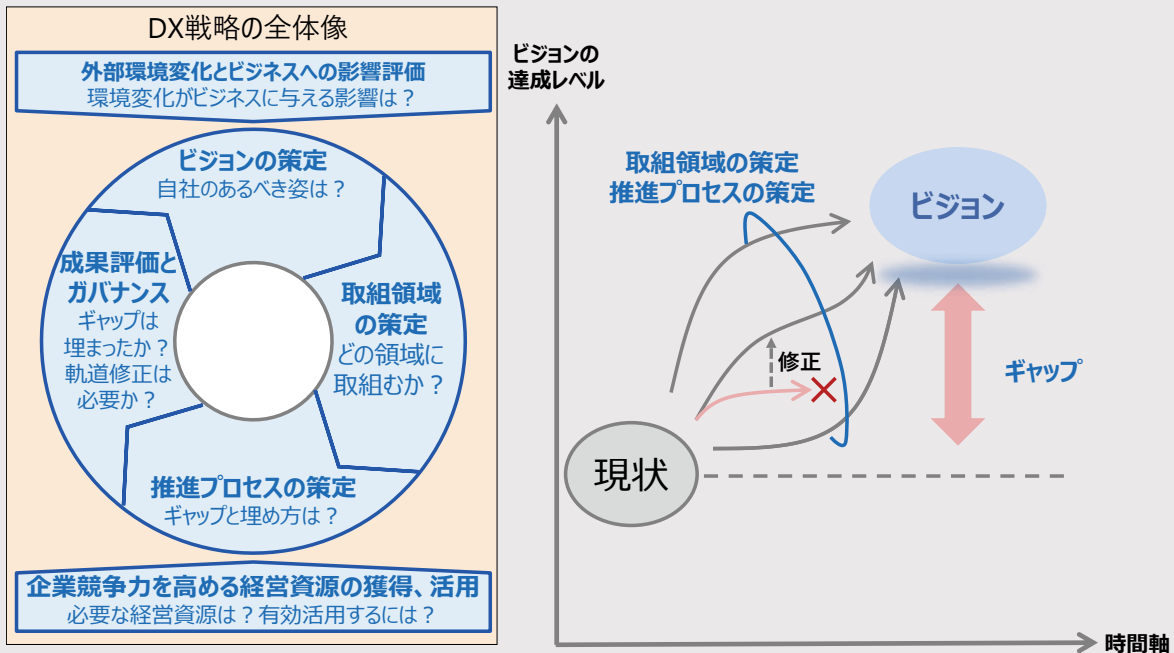 DX戦略の全体像
外部環境変化とビジネスへの影響評価
環境変化がビジネスに与える影響は？
ビジョンの策定
自社のあるべき姿は？
成果評価と
ガバナンス
ギャップは
埋まったか？
軌道修正は
必要か？
取組領域
の策定
どの領域に
取組むか？
推進プロセスの策定
ギャップと埋め方は？
企業競争力を高める経営資源の獲得、活用
必要な経営資源は？有効活用するには？
ビジョンの
達成レベル
取組領域の策定
推進プロセスの策定
ビジョン
修正
ギャップ
現状
時間軸